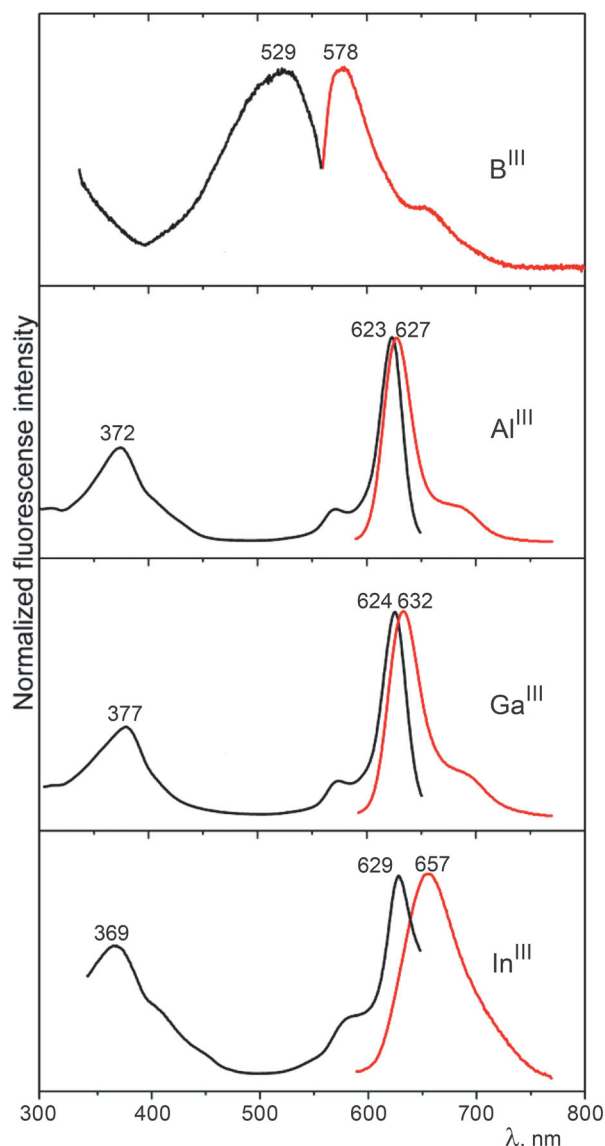 Normalized fluorescense intensity
529 578
B^III
623 627
372
Al^III
624 632
377
Ga^III
629 657
369
In^III
300 400 500 600 700 800
λ, nm